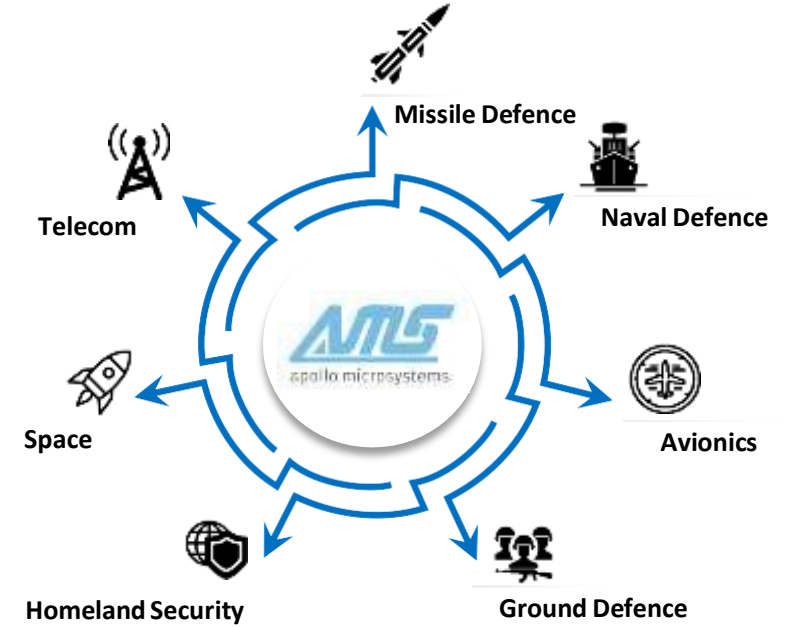 Missile Defence
Telecom
Naval Defence
AMS
apollo microsystems
Space
Avionics
Homeland Security
Ground Defence